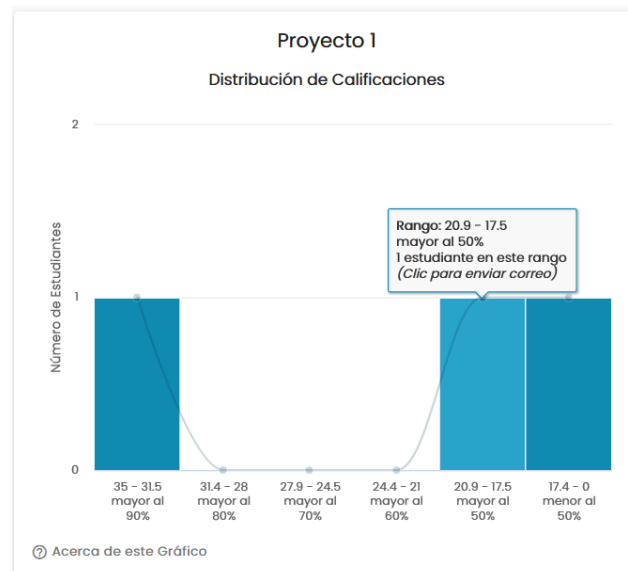 Proyecto 1
Distribución de Calificaciones
Número de Estudiantes
2
1
0
Rango: 20.9 - 17.5
mayor al 50%
1 estudiante en este rango
(Clic para enviar correo)
35 - 31.5
mayor al
90%
31.4 - 28
mayor al
80%
27.9 - 24.5
mayor al
70%
24.4 - 21
mayor al
60%
20.9 - 17.5
mayor al
50%
17.4 - 0
menor al
50%
Acerca de este Gráfico